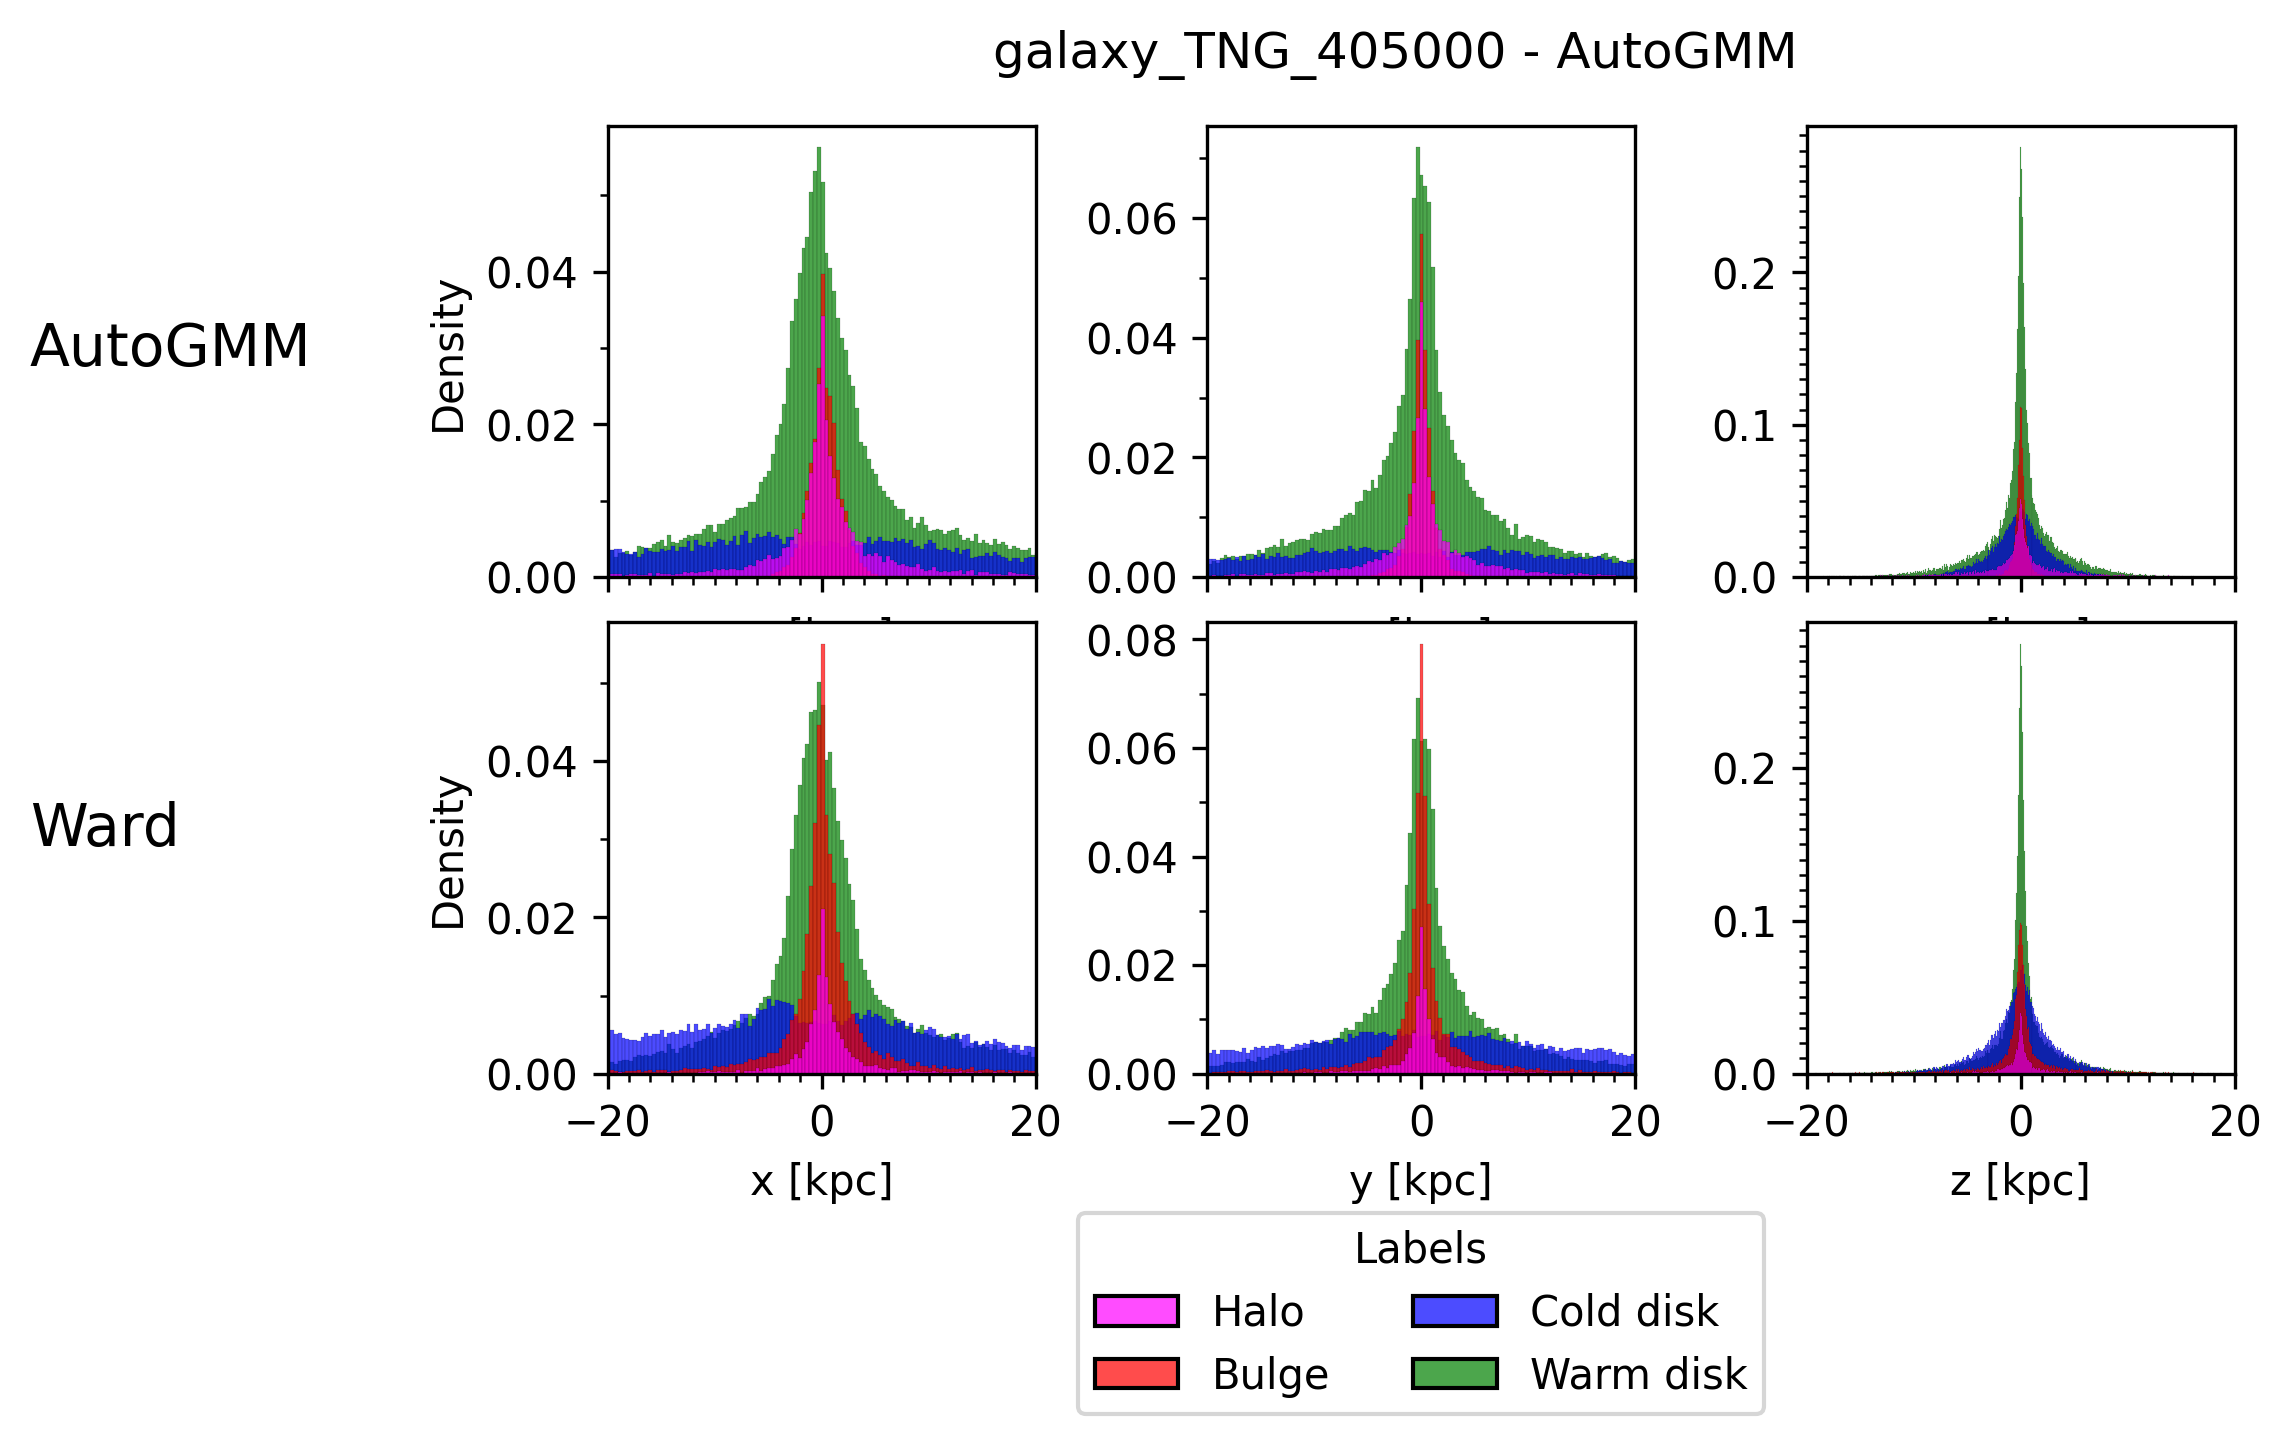 galaxy_TNG_405000 - AutoGMM
AutoGMM
Density
0.04
0.02
0.00
0.06
0.04
0.02
0.00
0.2
0.1
0.0
Ward
Density
0.04
0.02
0.00
−20 0 20
x [kpc]
0.08
0.06
0.04
0.02
0.00
−20 0 20
y [kpc]
0.2
0.1
0.0
−20 0 20
z [kpc]
Labels
Halo
Bulge
Cold disk
Warm disk